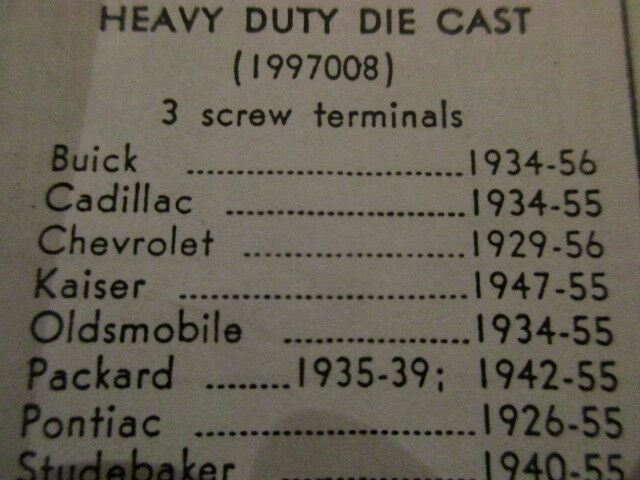 HEAVY DUTY DIE CAST
(1997008)
3 screw terminals
Buick ............................1934-56
Cadillac ........................1934-55
Chevrolet ......................1929-56
Kaiser .............................1947-55
Oldsmobile ...................1934-55
Packard ........1935-39; 1942-55
Pontiac ............................1926-55
Studebaker ...................1940-55